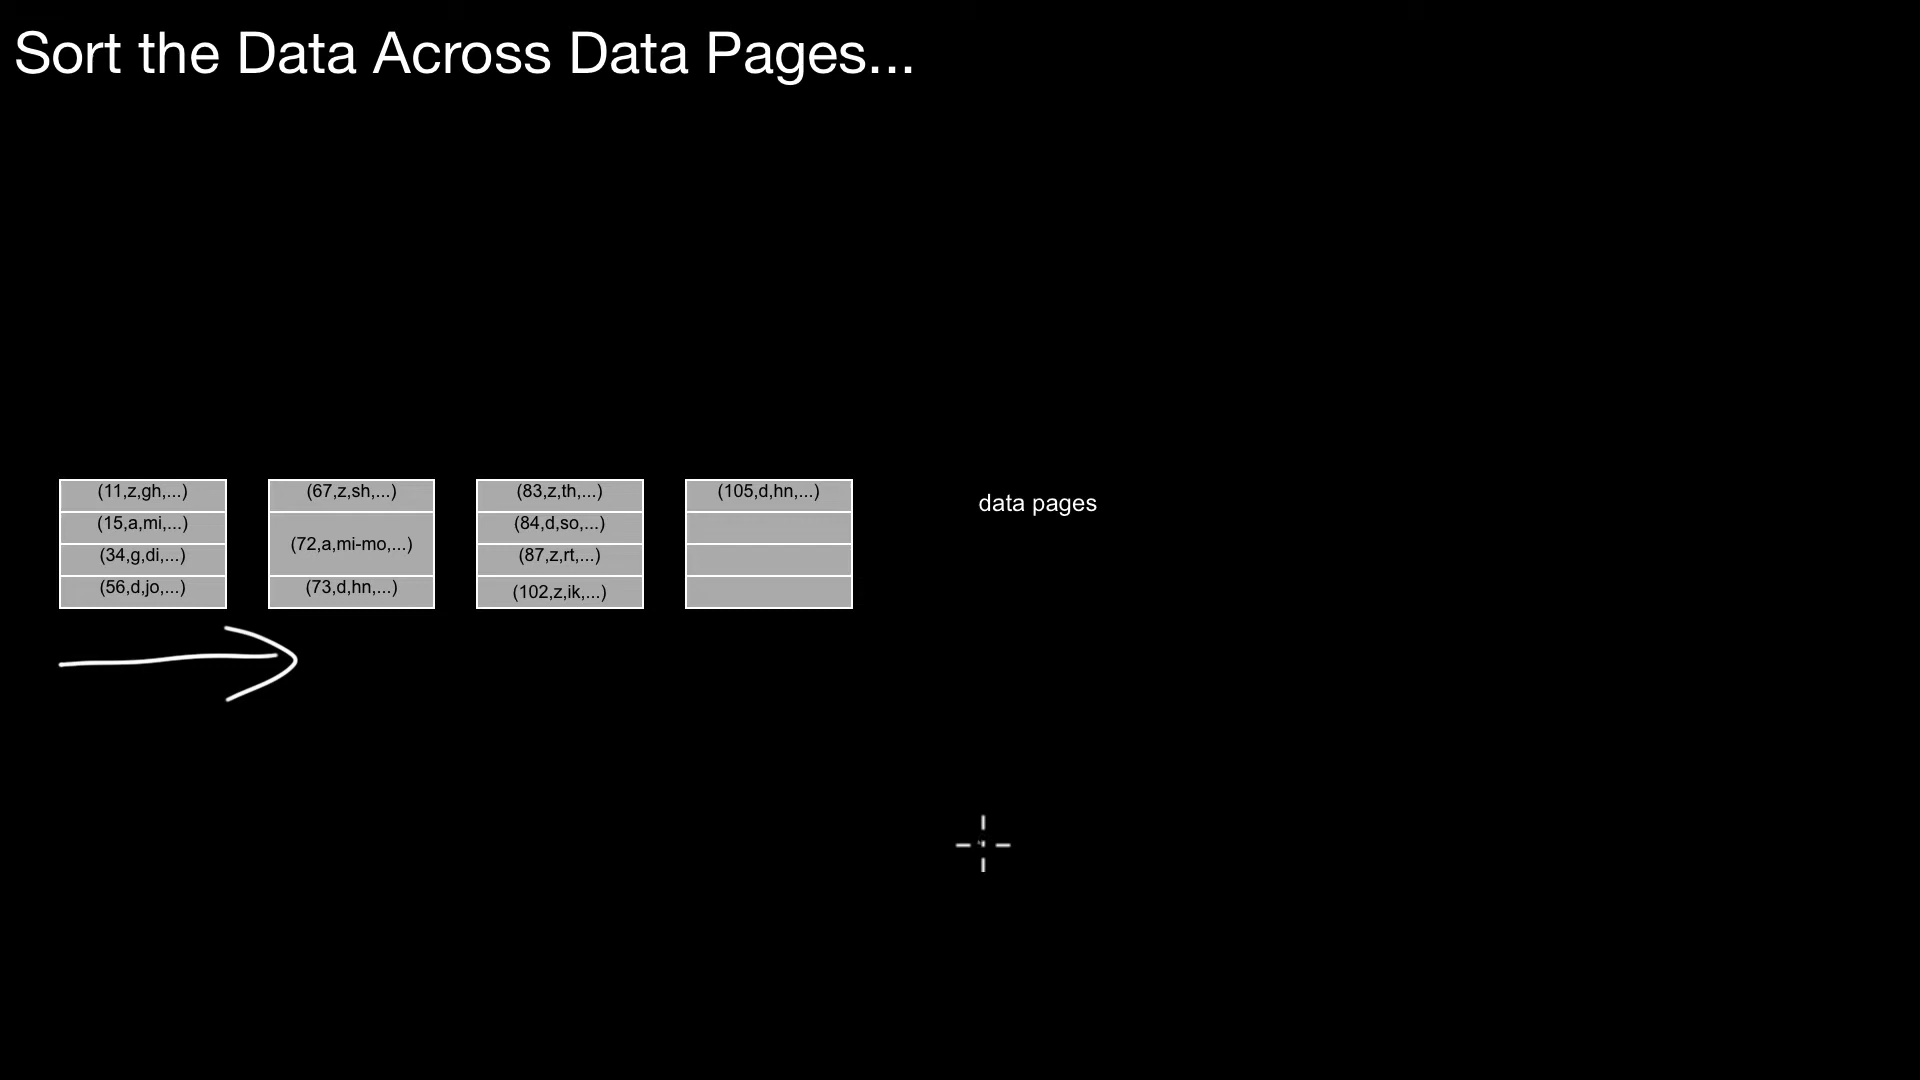 Sort the Data Across Data Pages...
(11,z,gh,...)
(15,a,mi,...)
(34,g,di,...)
(56,d,jo,...)
(67,z,sh,...)
(72,a,mi-mo,...)
(73,d,hn,...)
(83,z,th,...)
(84,d,so,...)
(87,z,rt,...)
(102,z,ik,...)
(105,d,hn,...)
data pages